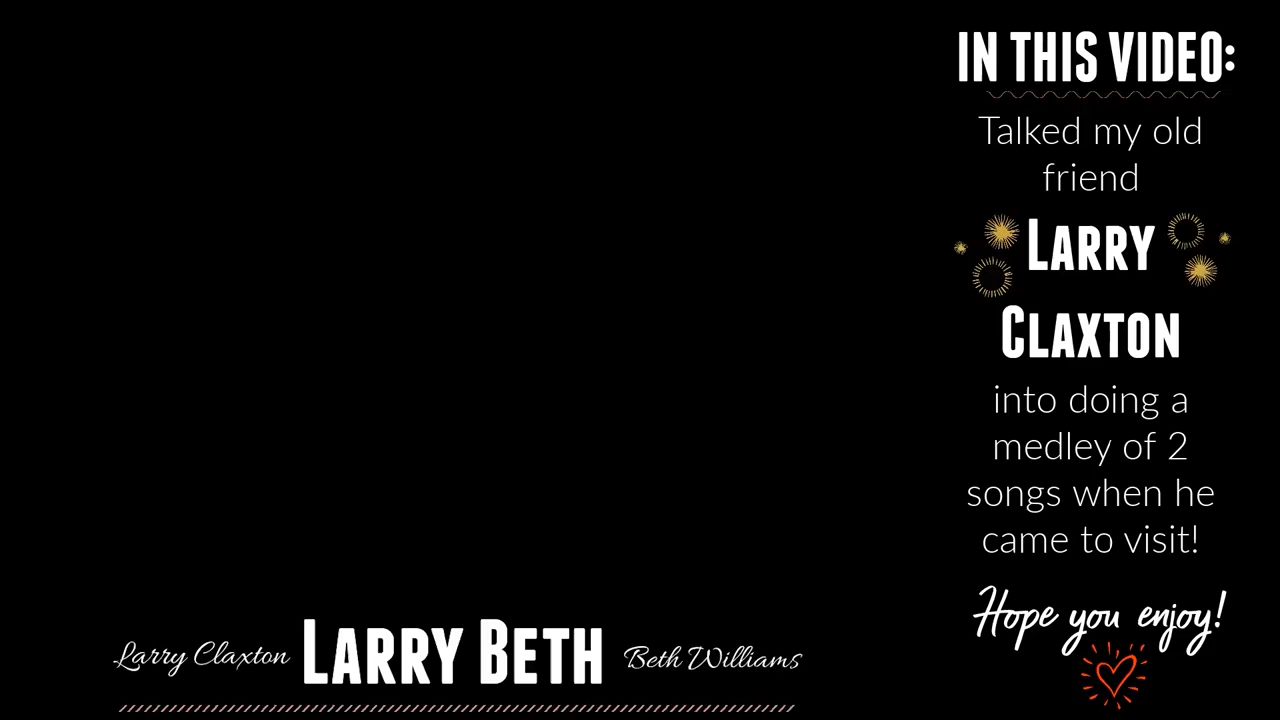 IN THIS VIDEO:
Talked my old
friend
LARRY
CLAXTON
into doing a
medley of 2
songs when he
came to visit!
Hope you enjoy!
Larry Claxton LARRY BETH Beth Williams